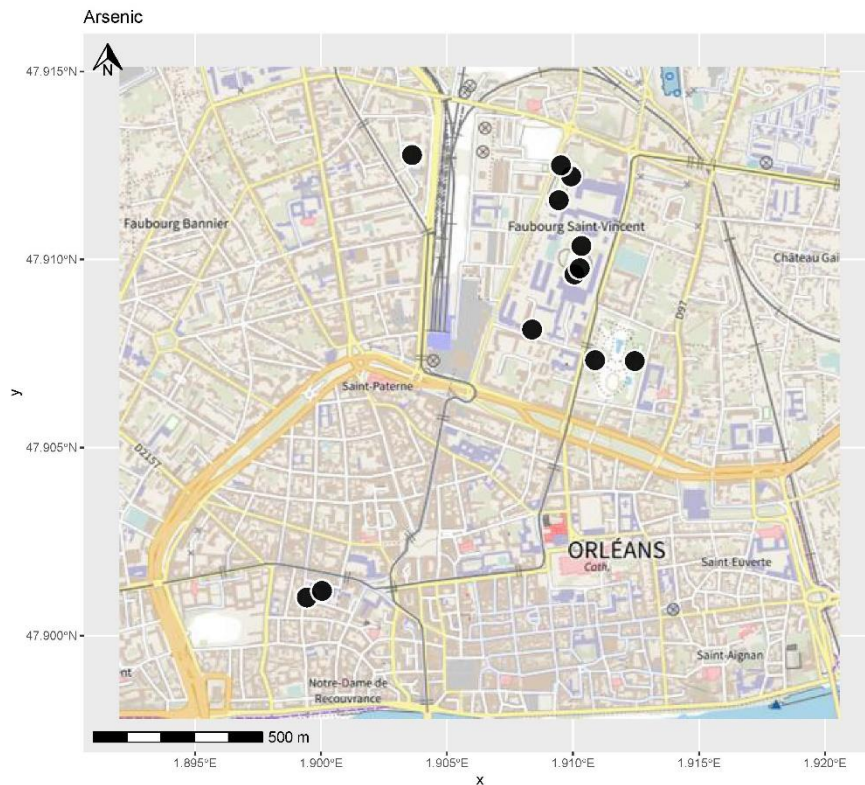 Arsenic
N
47.915°N
Faubourg Bannier
Faubourg Saint-Vincent
47.910°N
Château Gai
D97
Saint-Paterne
y
47.905°N
D2157
ORLÉANS
Cath.
Saint-Euverte
47.900°N
Saint-Aignan
nt
Notre-Dame de
Recouvrance
500 m
1.895°E
1.900°E
1.905°E
1.910°E
1.915°E
1.920°E
x